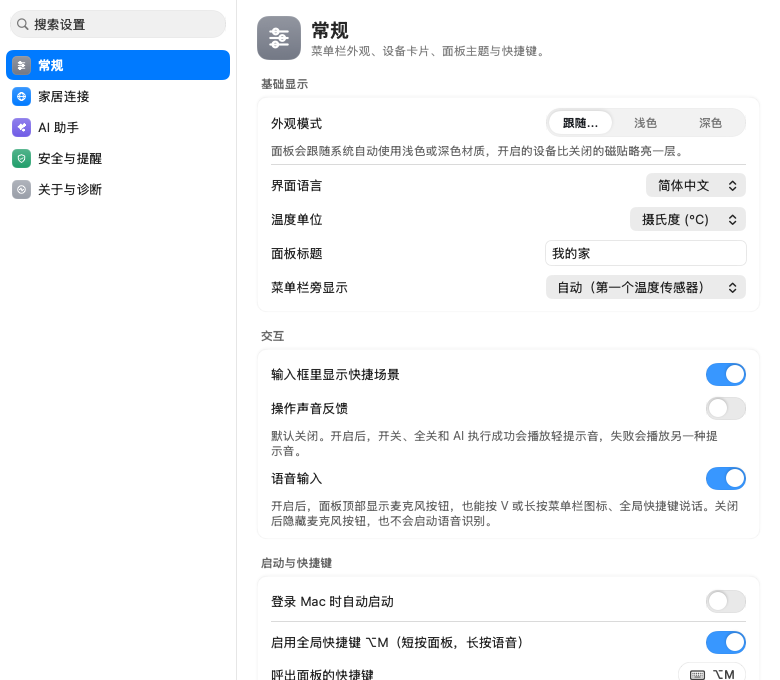 搜索设置
常规
家居连接
AI 助手
安全与提醒
关于与诊断
常规
菜单栏外观、设备卡片、面板主题与快捷键。
基础显示
外观模式
跟随...
浅色
深色
面板会跟随系统自动使用浅色或深色材质，开启的设备比关闭的磁贴略亮一层。
界面语言
简体中文
温度单位
摄氏度 (°C)
面板标题
我的家
菜单栏旁显示
自动（第一个温度传感器）
交互
输入框里显示快捷场景
操作声音反馈
默认关闭。开启后，开关、全关和 AI 执行成功会播放轻提示音，失败会播放另一种提
示音。
语音输入
开启后，面板顶部显示麦克风按钮，也能按 V 或长按菜单栏图标、全局快捷键说话。关闭
后隐藏麦克风按钮，也不会启动语音识别。
启动与快捷键
登录 Mac 时自动启动
启用全局快捷键 ⌥M（短按面板，长按语音）
呼出面板的快捷键
⌥M